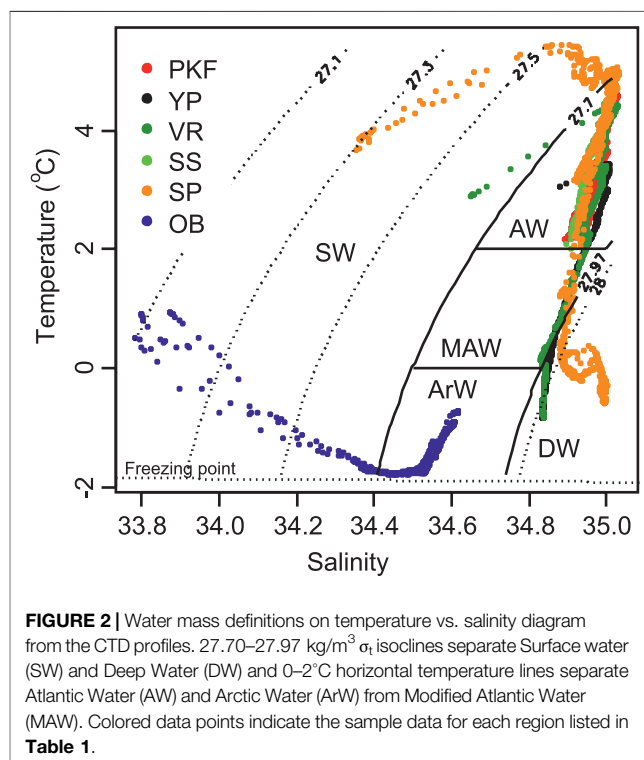 27.1
27.3
27.5
27.7
27.97
28
PKF
YP
VR
SS
SP
OB
SW
AW
MAW
ArW
DW
Freezing point
Temperature (°C)
4
2
0
-2
33.8 34.0 34.2 34.4 34.6 34.8 35.0
Salinity
FIGURE 2 | Water mass definitions on temperature vs. salinity diagram
from the CTD profiles. 27.70–27.97 kg/m³ σt isoclines separate Surface water
(SW) and Deep Water (DW) and 0–2°C horizontal temperature lines separate
Atlantic Water (AW) and Arctic Water (ArW) from Modified Atlantic Water
(MAW). Colored data points indicate the sample data for each region listed in
Table 1.